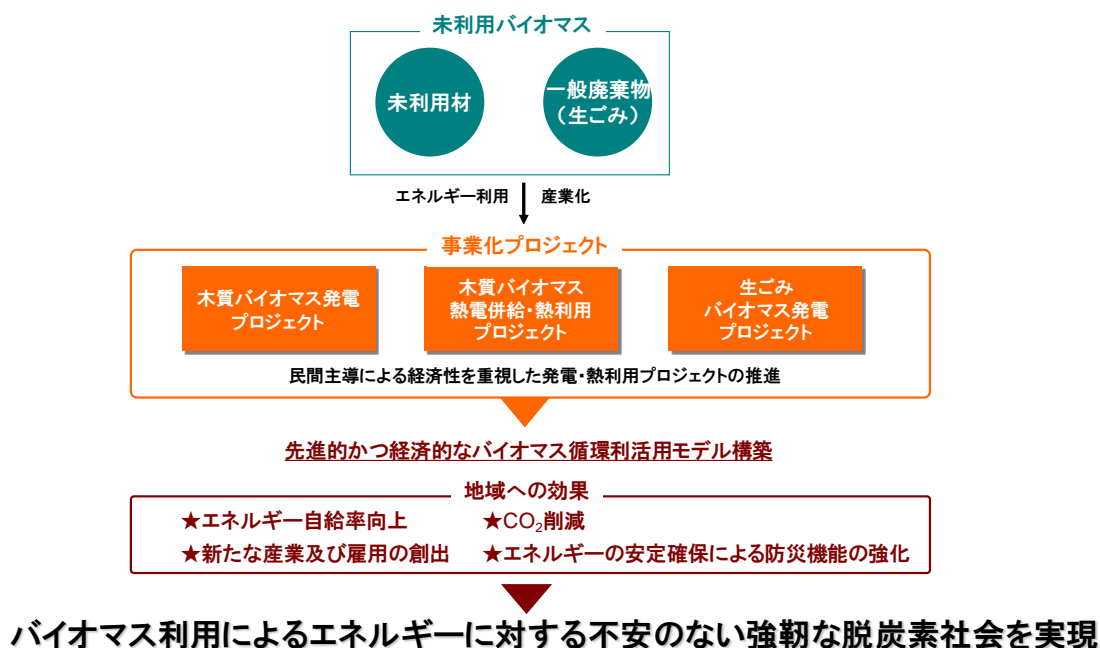 未利用バイオマス
未利用材
一般廃棄物
（生ごみ）
エネルギー利用
産業化
事業化プロジェクト
木質バイオマス発電
プロジェクト
木質バイオマス
熱電併給・熱利用
プロジェクト
生ごみ
バイオマス発電
プロジェクト
民間主導による経済性を重視した発電・熱利用プロジェクトの推進
先進的かつ経済的なバイオマス循環利活用モデル構築
地域への効果
★エネルギー自給率向上
★CO₂削減
★新たな産業及び雇用の創出
★エネルギーの安定確保による防災機能の強化
バイオマス利用によるエネルギーに対する不安のない強靭な脱炭素社会を実現